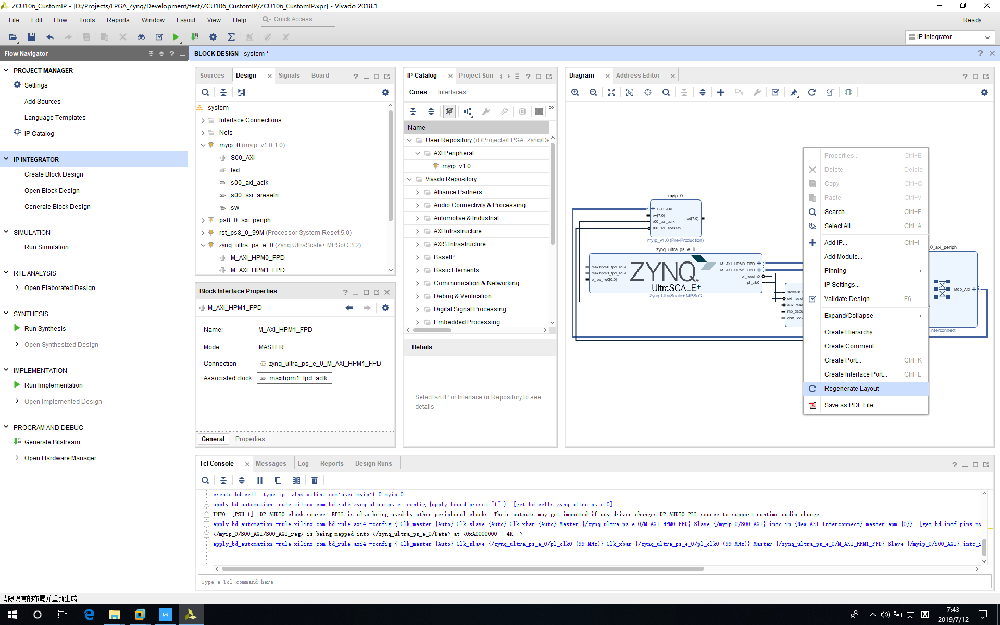 ZCU106_CustomIP - [D:/Projects/FPGA_Zynq/Development/test/ZCU106_CustomIP/ZCU106_CustomIP.xpr] - Vivado 2018.1
File Edit Flow Tools Reports Window Layout View Help Quick Access
Ready
IP Integrator
Flow Navigator
PROJECT MANAGER
Settings
Add Sources
Language Templates
IP Catalog
IP INTEGRATOR
Create Block Design
Open Block Design
Generate Block Design
SIMULATION
Run Simulation
RTL ANALYSIS
Open Elaborated Design
SYNTHESIS
Run Synthesis
Open Synthesized Design
IMPLEMENTATION
Run Implementation
Open Implemented Design
PROGRAM AND DEBUG
Generate Bitstream
Open Hardware Manager
BLOCK DESIGN - system *
Sources Design Signals Board
system
Interface Connections
Nets
myip_0 (myip_v1.0:1.0)
S00_AXI
led
s00_axi_aclk
s00_axi_aresetn
sw
ps8_0_axi_periph
rst_ps8_0_99M (Processor System Reset:5.0)
zynq_ultra_ps_e_0 (Zynq UltraScale+ MPSoC:3.2)
M_AXI_HPM0_FPD
M_AXI_HPM1_FPD
Block Interface Properties
M_AXI_HPM1_FPD
Name: M_AXI_HPM1_FPD
Mode: MASTER
Connection zynq_ultra_ps_e_0_M_AXI_HPM1_FPD
Associated clock: maxihpm1_fpd_aclk
General Properties
IP Catalog Project Sum
Cores | Interfaces
Name
User Repository (d:/Projects/FPGA_Zynq/De
AXI Peripheral
myip_v1.0
Vivado Repository
Alliance Partners
Audio Connectivity & Processing
Automotive & Industrial
AXI Infrastructure
AXIS Infrastructure
BaseIP
Basic Elements
Communication & Networking
Debug & Verification
Digital Signal Processing
Embedded Processing
Details
Select an IP or Interface or Repository to see
details
Diagram Address Editor
myip_0
S00_AXI
sw[7:0]
s00_axi_aclk
s00_axi_aresetn
led[7:0]
myip_v1.0 (Pre-Production)
zynq_ultra_ps_e_0
maxihpm0_fpd_aclk
maxihpm1_fpd_aclk
pl_ps_irq0[0:0]
ZYNQ
UltraSCALE+
M_AXI_HPM0_FPD
M_AXI_HPM1_FPD
pl_resetn0
pl_clk0
Zynq UltraScale+ MPSoC
slowest_s
ext_reset
aux_rese
mb_debu
dcm_lock
_0_axi_periph
M00_AXI
Interconnect
Properties... Ctrl+E
Delete Delete
Copy Ctrl+C
Paste Ctrl+V
Search... Ctrl+F
Select All Ctrl+A
Add IP... Ctrl+I
Add Module...
Pinning
IP Settings...
Validate Design F6
Expand/Collapse
Create Hierarchy...
Create Comment
Create Port... Ctrl+K
Create Interface Port... Ctrl+L
Regenerate Layout
Save as PDF File...
Tcl Console Messages Log Reports Design Runs
create_bd_cell -type ip -vlnv xilinx.com:user:myip:1.0 myip_0
apply_bd_automation -rule xilinx.com:bd_rule:zynq_ultra_ps_e -config {apply_board_preset "1" } [get_bd_cells zynq_ultra_ps_e_0]
INFO: [PSU-1] DP_AUDIO clock source: RPLL is also being used by other peripheral clocks. Their outputs may get impacted if any driver changes DP_AUDIO PLL source to support runtime audio change
apply_bd_automation -rule xilinx.com:bd_rule:axi4 -config { Clk_master {Auto} Clk_slave {Auto} Clk_xbar {Auto} Master {/zynq_ultra_ps_e_0/M_AXI_HPM0_FPD} Slave {/myip_0/S00_AXI} intc_ip {New AXI Interconnect} master_apm {0}} [get_bd_intf_pins my
</myip_0/S00_AXI/S00_AXI_reg> is being mapped into </zynq_ultra_ps_e_0/Data> at <0xA0000000 [ 4K ]>
apply_bd_automation -rule xilinx.com:bd_rule:axi4 -config { Clk_master {Auto} Clk_slave {/zynq_ultra_ps_e_0/pl_clk0 (99 MHz)} Clk_xbar {/zynq_ultra_ps_e_0/pl_clk0 (99 MHz)} Master {/zynq_ultra_ps_e_0/M_AXI_HPM1_FPD} Slave {/myip_0/S00_AXI} intc_i
Type a Tcl command here
清除现有的布局并重新生成
英 M
7:43
2019/7/12